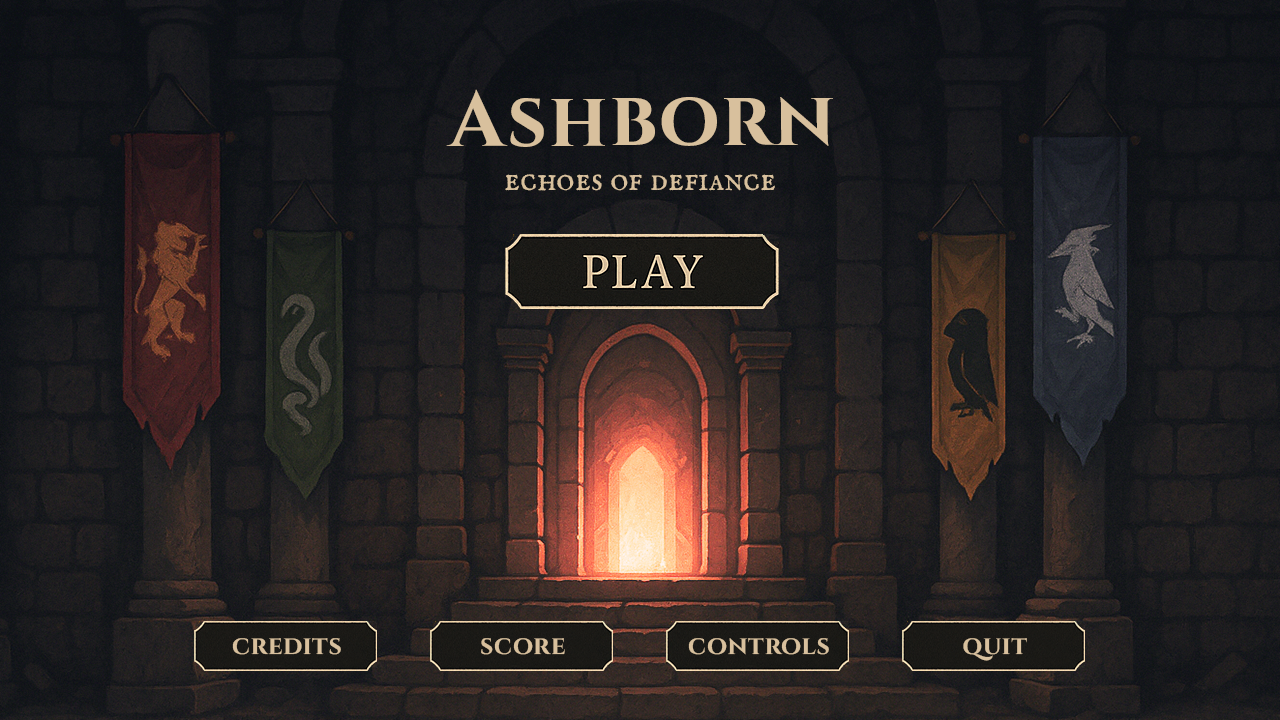 ASHBORN
ECHOES OF DEFIANCE
PLAY
CREDITS
SCORE
CONTROLS
QUIT